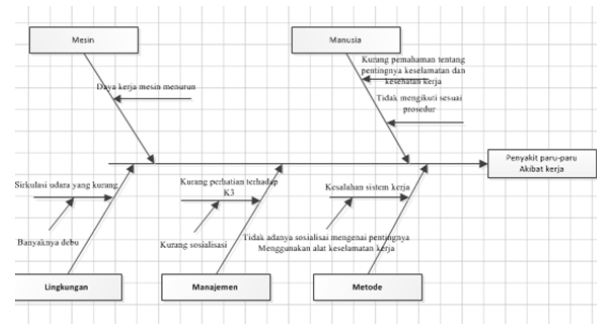 Mesin
Manusia
Kurang pemahaman tentang
pentingnya keselamatan dan
kesehatan kerja
Daya kerja mesin menurun
Tidak mengikuti sesuai
prosedur
Penyakit paru-paru
Akibat kerja
Sirkulasi udara yang kurang
Kurang perhatian terhadap
K3
Kesalahan sistem kerja
Banyaknya debu
Kurang sosialisasi
Tidak adanya sosialisai mengenai pentingnya
Menggunakan alat keselamatan kerja
Lingkungan
Manajemen
Metode